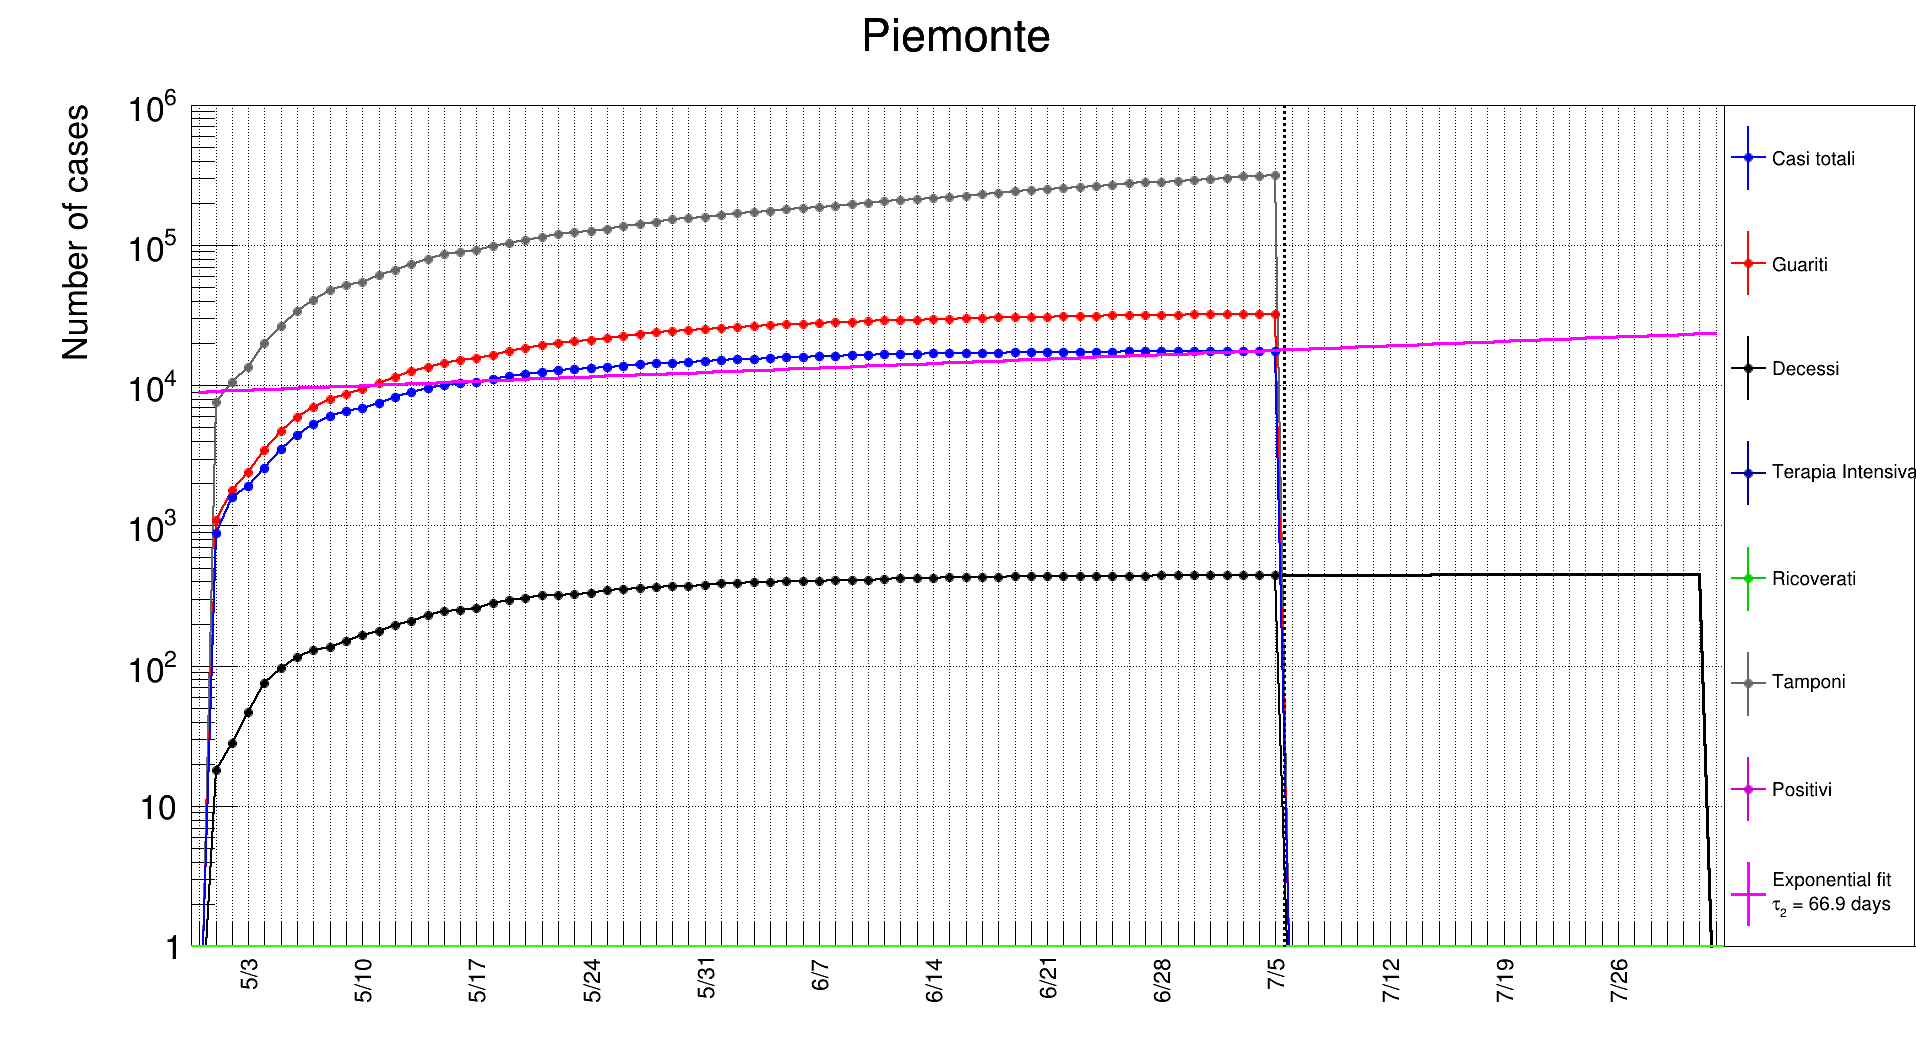 Piemonte
Number of cases
10^6
10^5
10^4
10^3
10^2
10
1
5/3
5/10
5/17
5/24
5/31
6/7
6/14
6/21
6/28
7/5
7/12
7/19
7/26
Casi totali
Guariti
Decessi
Terapia Intensiva
Ricoverati
Tamponi
Positivi
Exponential fit
τ₂ = 66.9 days